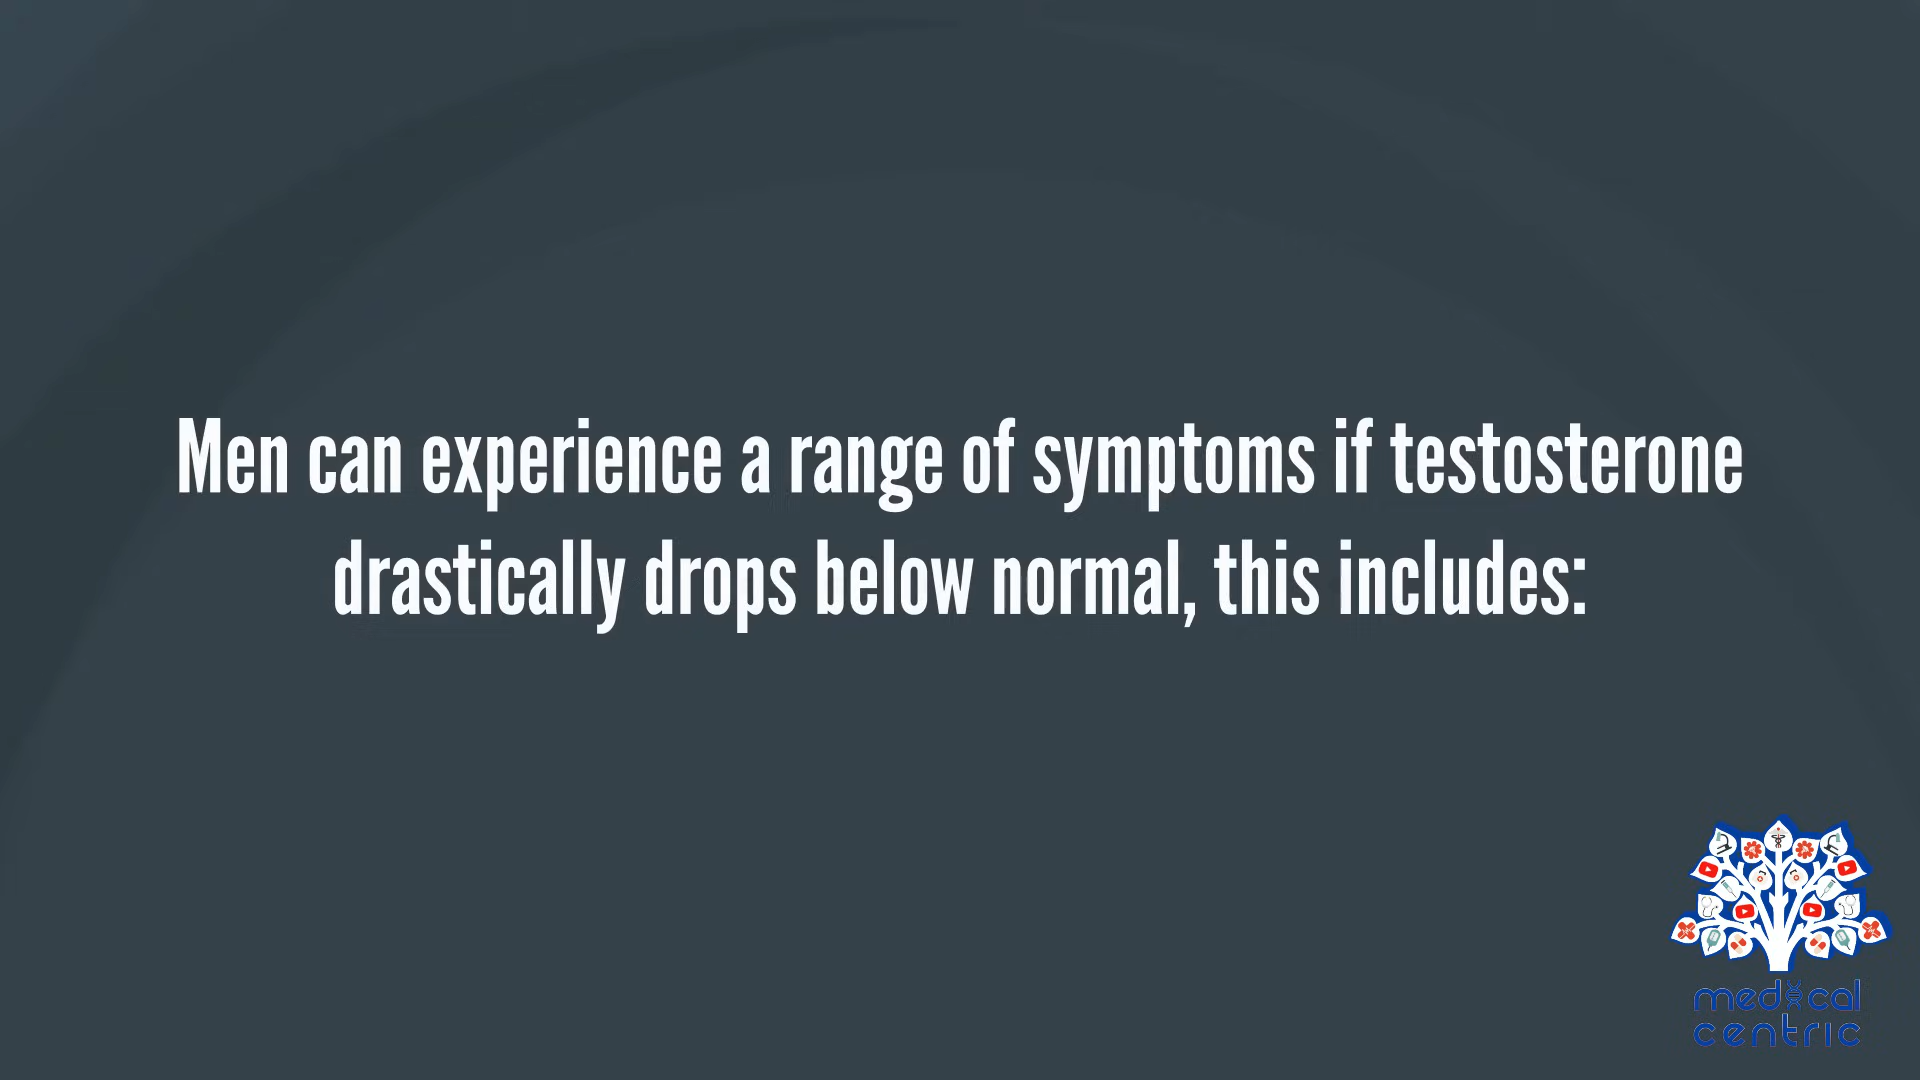 Men can experience a range of symptoms if testosterone
drastically drops below normal, this includes:
medical
centric